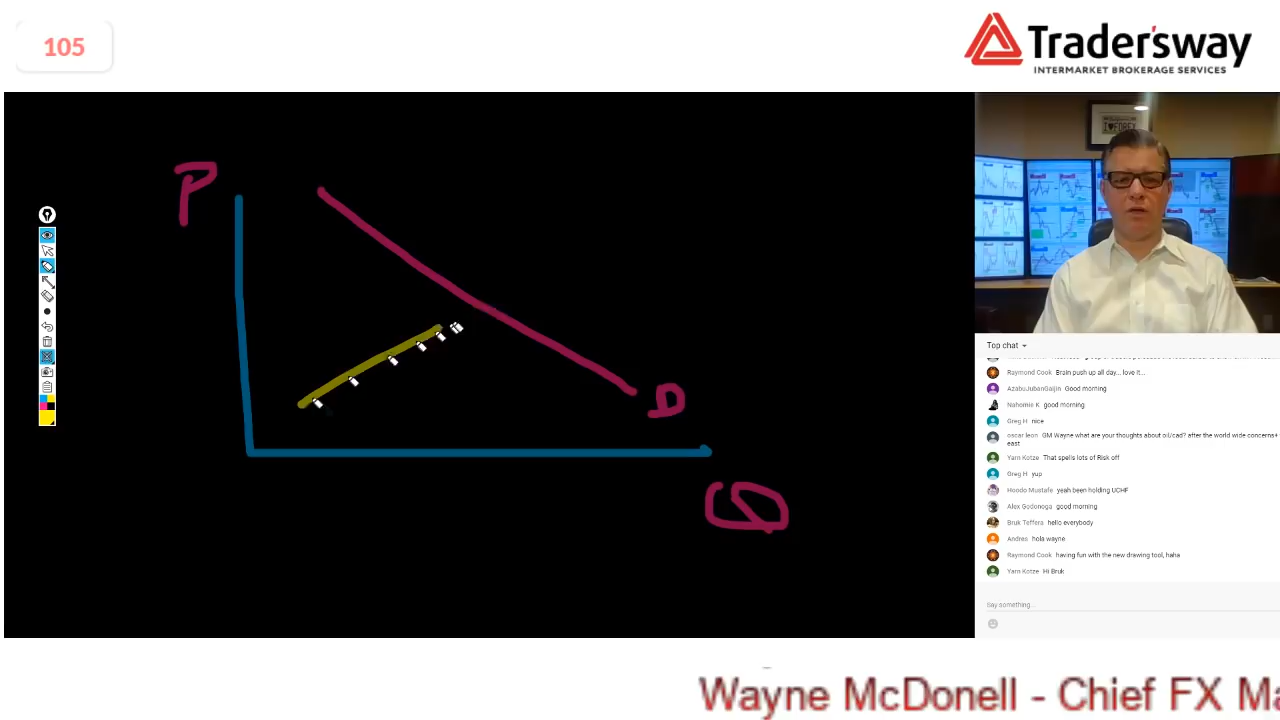 105
Trader'sway
INTERMARKET BROKERAGE SERVICES
I♥FOREX
P
D
Q
Top chat
Raymond Cook Brain push up all day... love it...
AzabuJubanGaijin Good morning
Nahomie K good morning
Greg H nice
oscar leon GM Wayne what are your thoughts about oil/cad? after the world wide concerns+
east
Yarn Kotze That spells lots of Risk off
Greg H yup
Hoodo Mustafe yeah been holding UCHF
Alex Godonoga good morning
Bruk Teffera hello everybody
Andres hola wayne
Raymond Cook having fun with the new drawing tool, haha
Yarn Kotze Hi Bruk
Say something...
Wayne McDonell - Chief FX Ma